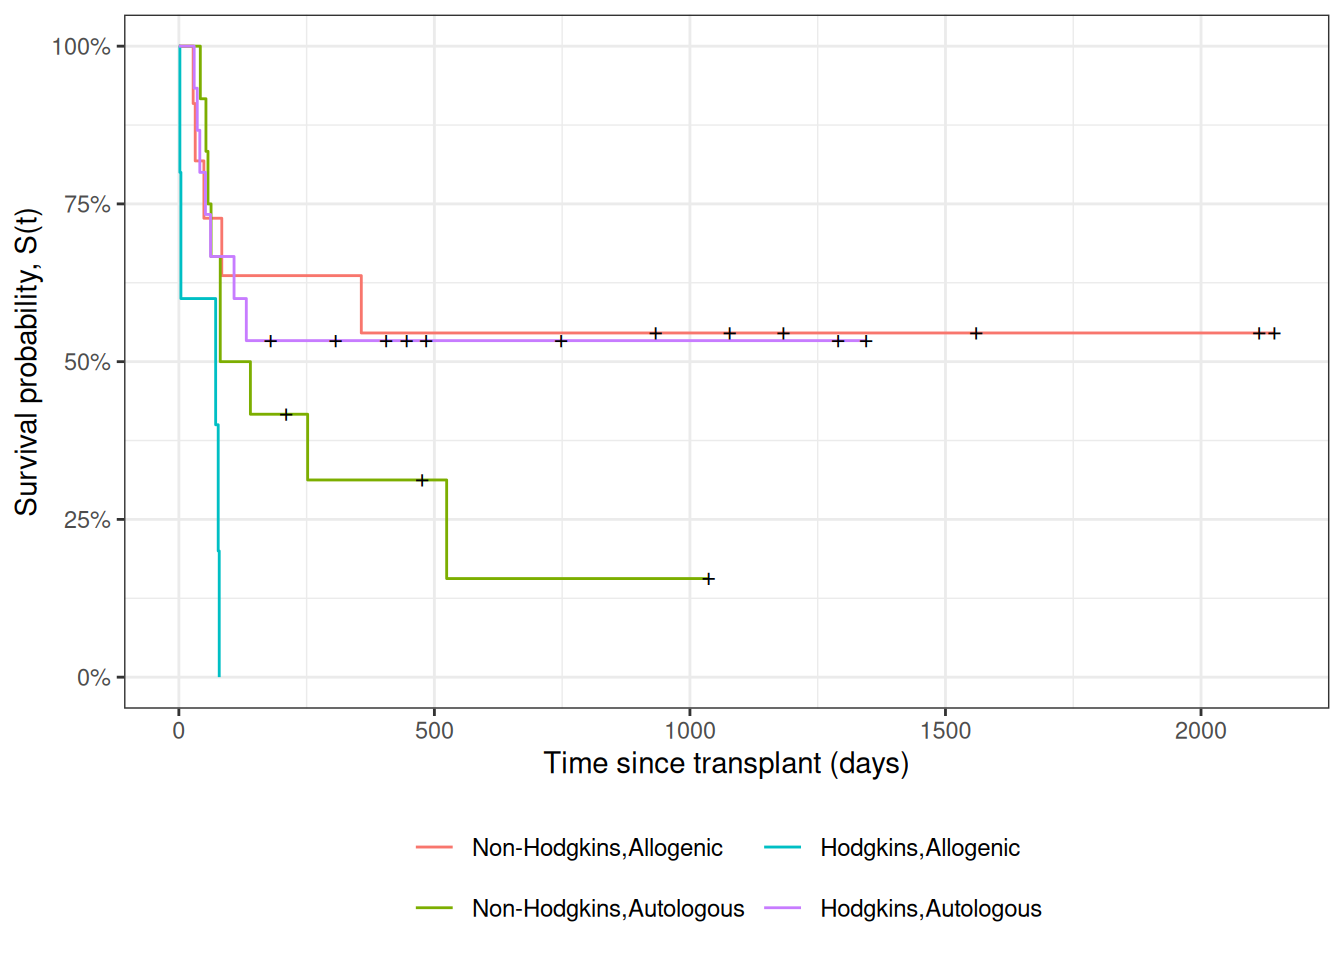 Survival probability, S(t)
100%
75%
50%
25%
0%
0 500 1000 1500 2000
Time since transplant (days)
Non-Hodgkins,Allogenic Hodgkins,Allogenic
Non-Hodgkins,Autologous Hodgkins,Autologous